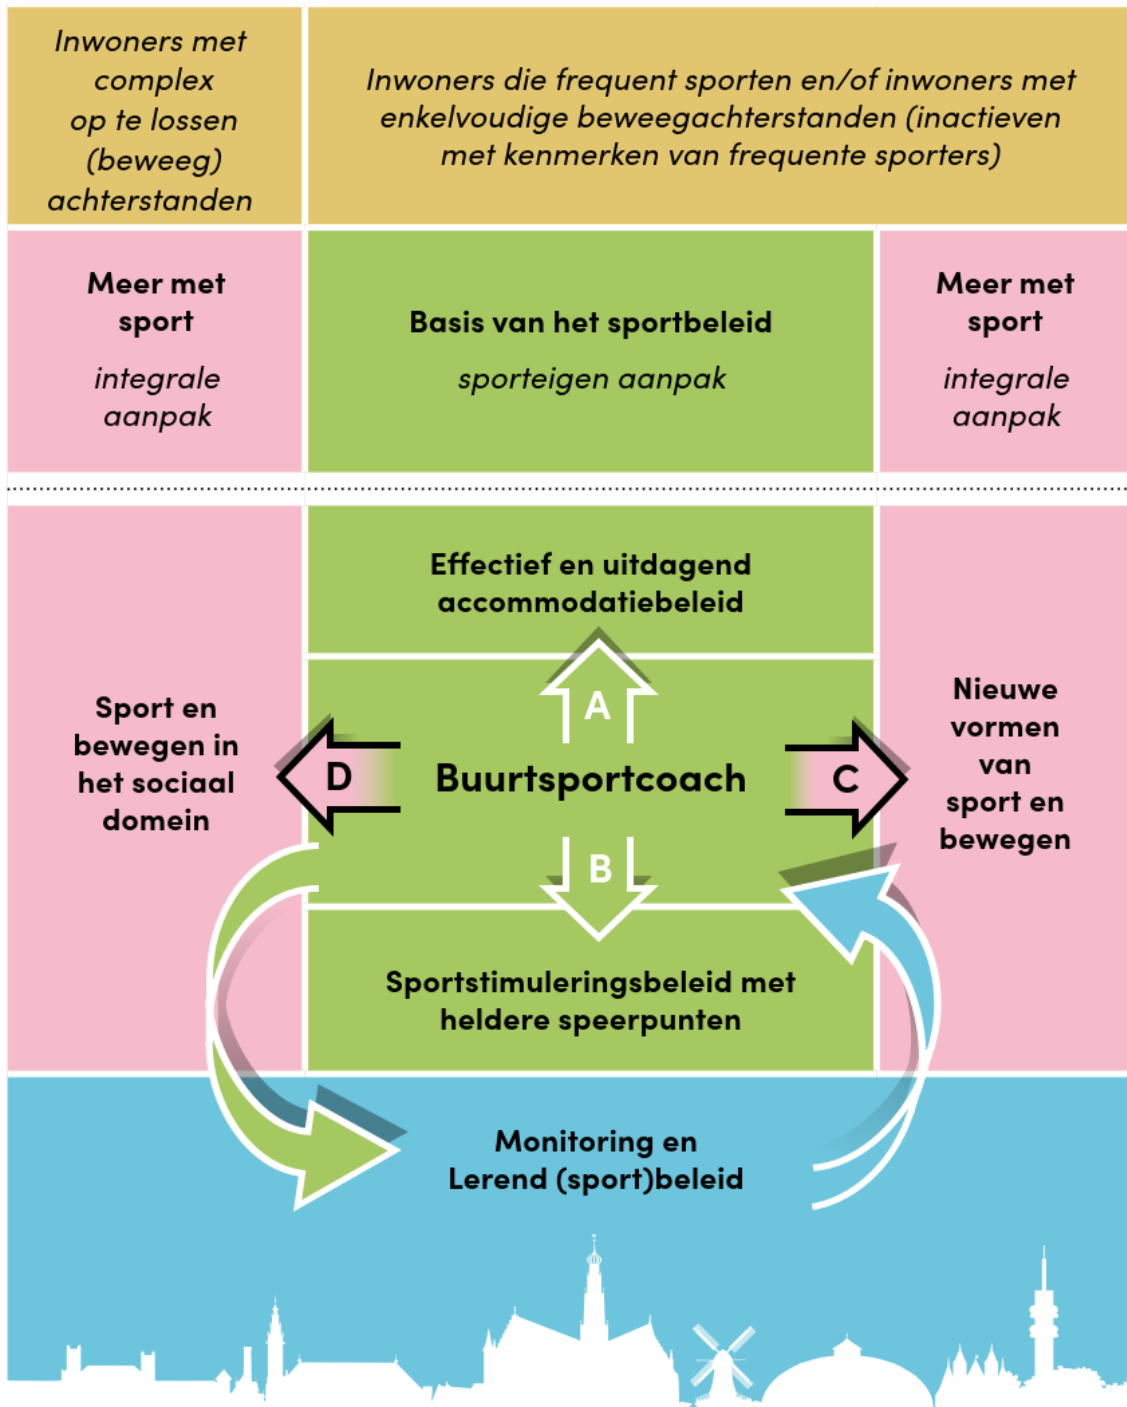 Inwoners met
complex
op te lossen
(beweeg)
achterstanden
Inwoners die frequent sporten en/of inwoners met
enkelvoudige beweegachterstanden (inactieven
met kenmerken van frequente sporters)
Meer met
sport
integrale
aanpak
Basis van het sportbeleid
sporteigen aanpak
Meer met
sport
integrale
aanpak
Effectief en uitdagend
accommodatiebeleid
A
Sport en
bewegen in
het sociaal
domein
D
Buurtsportcoach
C
Nieuwe
vormen
van
sport en
bewegen
B
Sportstimuleringsbeleid met
heldere speerpunten
Monitoring en
Lerend (sport)beleid